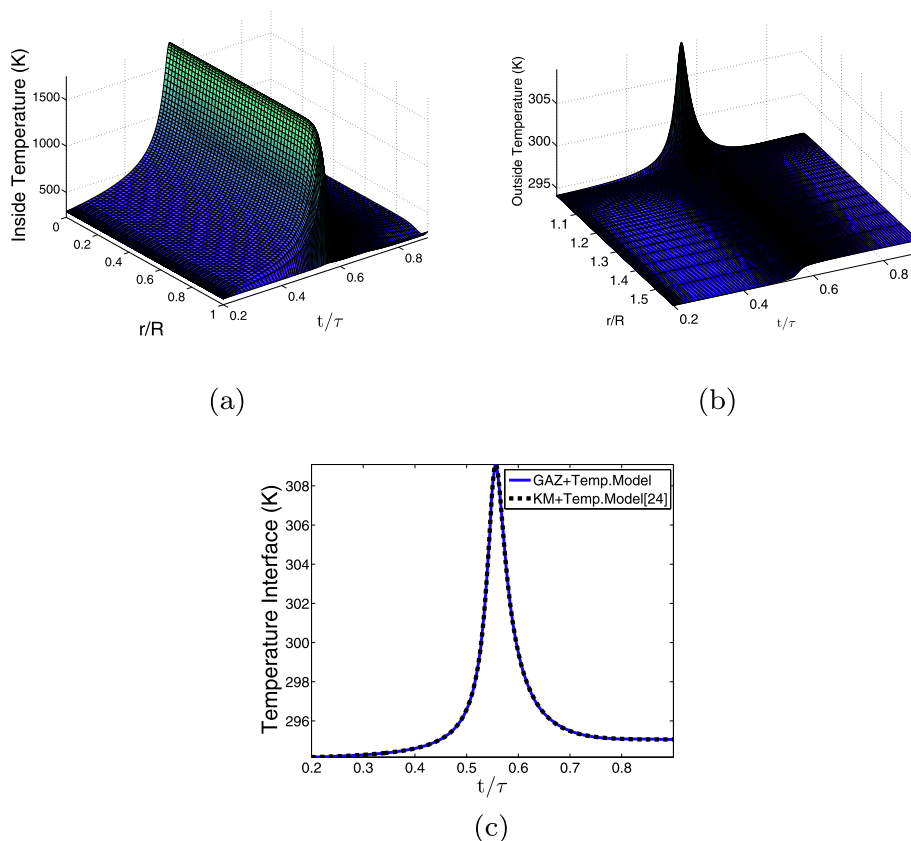 Inside Temperature (K)
1500
1000
500
0
0.2
0.4
0.6
0.8
1
r/R
0.2
0.4
0.6
0.8
t/τ
(a)
Outside Temperature (K)
305
300
295
1.1
1.2
1.3
1.4
1.5
r/R
0.2
0.4
0.6
0.8
t/τ
(b)
Temperature Interface (K)
308
306
304
302
300
298
296
GAZ+Temp.Model
KM+Temp.Model[24]
0.2 0.3 0.4 0.5 0.6 0.7 0.8
t/τ
(c)